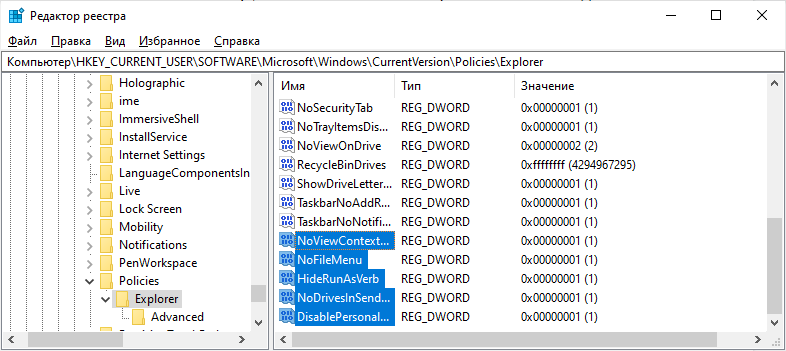 Редактор реестра
Файл Правка Вид Избранное Справка
Компьютер\HKEY_CURRENT_USER\SOFTWARE\Microsoft\Windows\CurrentVersion\Policies\Explorer
Holographic
ime
ImmersiveShell
InstallService
Internet Settings
LanguageComponentsIn
Live
Lock Screen
Mobility
Notifications
PenWorkspace
Policies
Explorer
Advanced
Имя Тип Значение
NoSecurityTab REG_DWORD 0x00000001 (1)
NoTrayItemsDis... REG_DWORD 0x00000001 (1)
NoViewOnDrive REG_DWORD 0x00000002 (2)
RecycleBinDrives REG_DWORD 0xffffffff (4294967295)
ShowDriveLetter... REG_DWORD 0x00000001 (1)
TaskbarNoAddR... REG_DWORD 0x00000001 (1)
TaskbarNoNotifi... REG_DWORD 0x00000001 (1)
NoViewContext... REG_DWORD 0x00000001 (1)
NoFileMenu REG_DWORD 0x00000001 (1)
HideRunAsVerb REG_DWORD 0x00000001 (1)
NoDrivesInSend... REG_DWORD 0x00000001 (1)
DisablePersonal... REG_DWORD 0x00000001 (1)